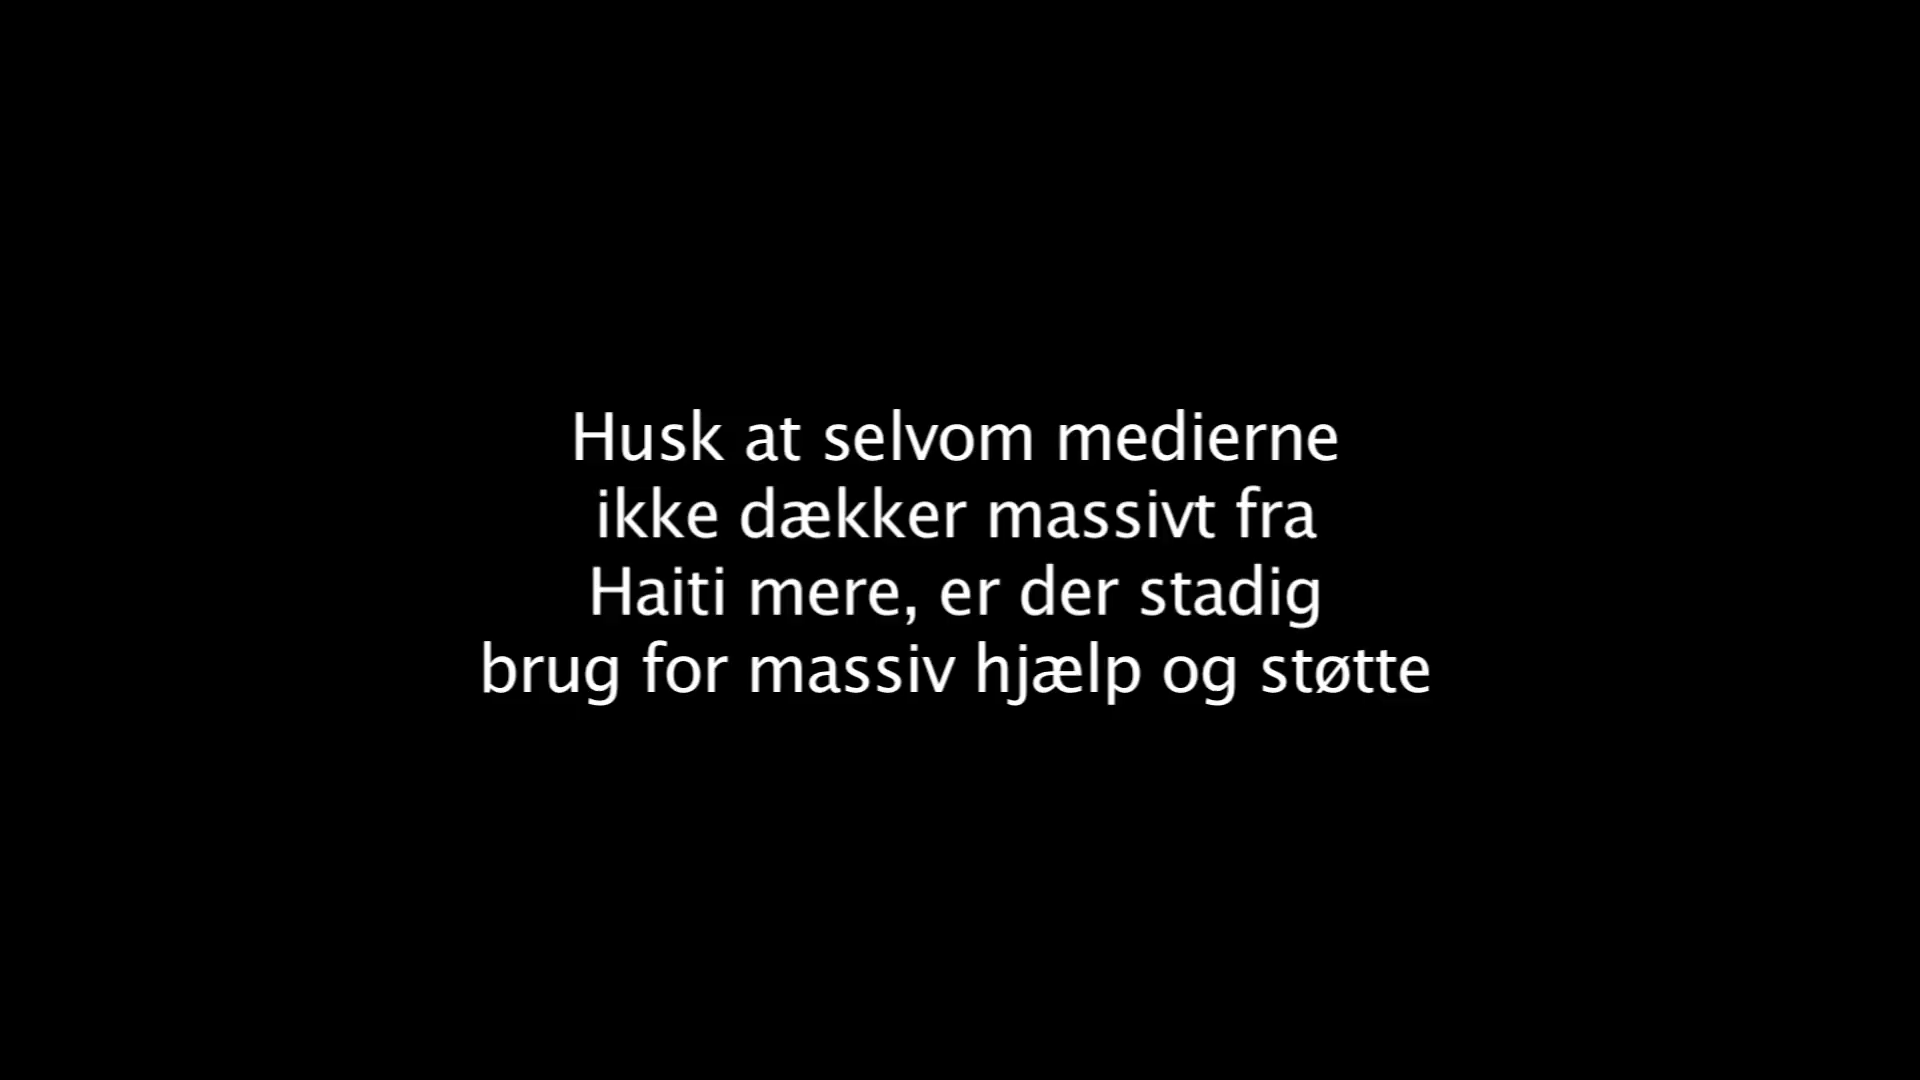 Husk at selvom medierne
ikke dækker massivt fra
Haiti mere, er der stadig
brug for massiv hjælp og støtte